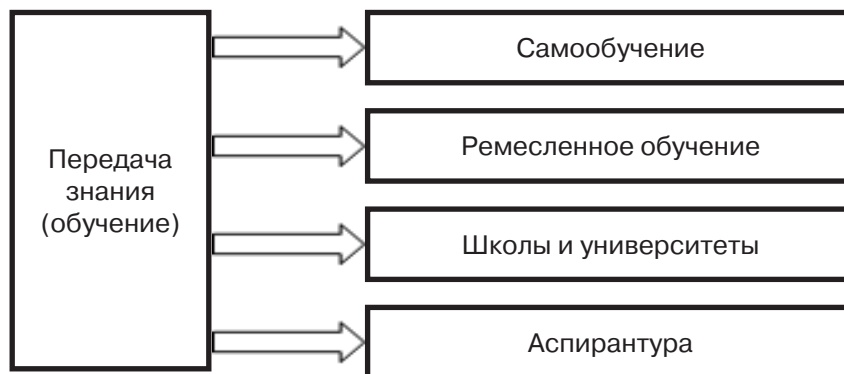 Передача
знания
(обучение)
Самообучение
Ремесленное обучение
Школы и университеты
Аспирантура